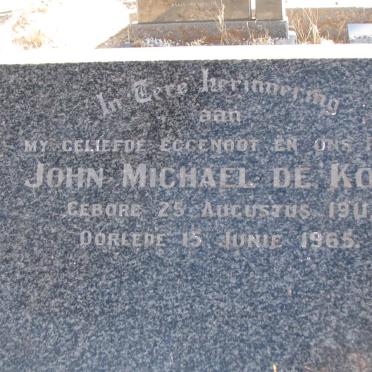 In Tere herinnering
aan
MY GELIEFDE EGGENOOT EN ONS
JOHN MICHAEL DE KO
GEBORE 25 AUGUSTUS 191
OORLEDE 15 JUNIE 1965.